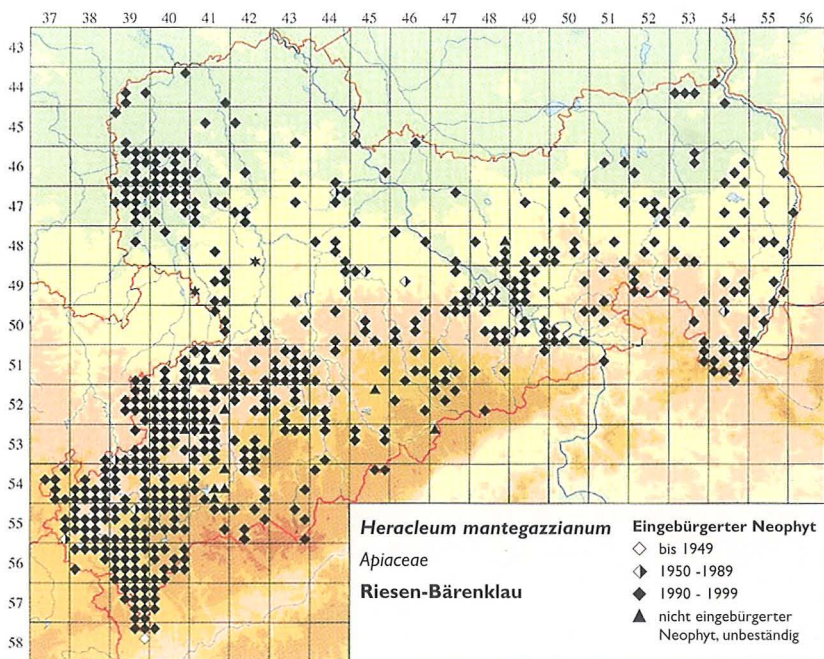 37 38 39 40 41 42 43 44 45 46 47 48 49 50 51 52 53 54 55 56
43
44
45
46
47
48
49
50
51
52
53
54
55
56
57
58
Heracleum mantegazzianum
Apiaceae
Riesen-Bärenklau
Eingebürgerter Neophyt
bis 1949
1950 -1989
1990 - 1999
nicht eingebürgerter
Neophyt, unbeständig